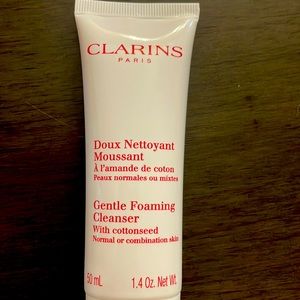 CLARINS
PARIS
Doux Nettoyant
Moussant
À l'amande de coton
Peaux normales ou mixtes
Gentle Foaming
Cleanser
With cottonseed
Normal or combination skin
50 mL 1.4 Oz. Net Wt.